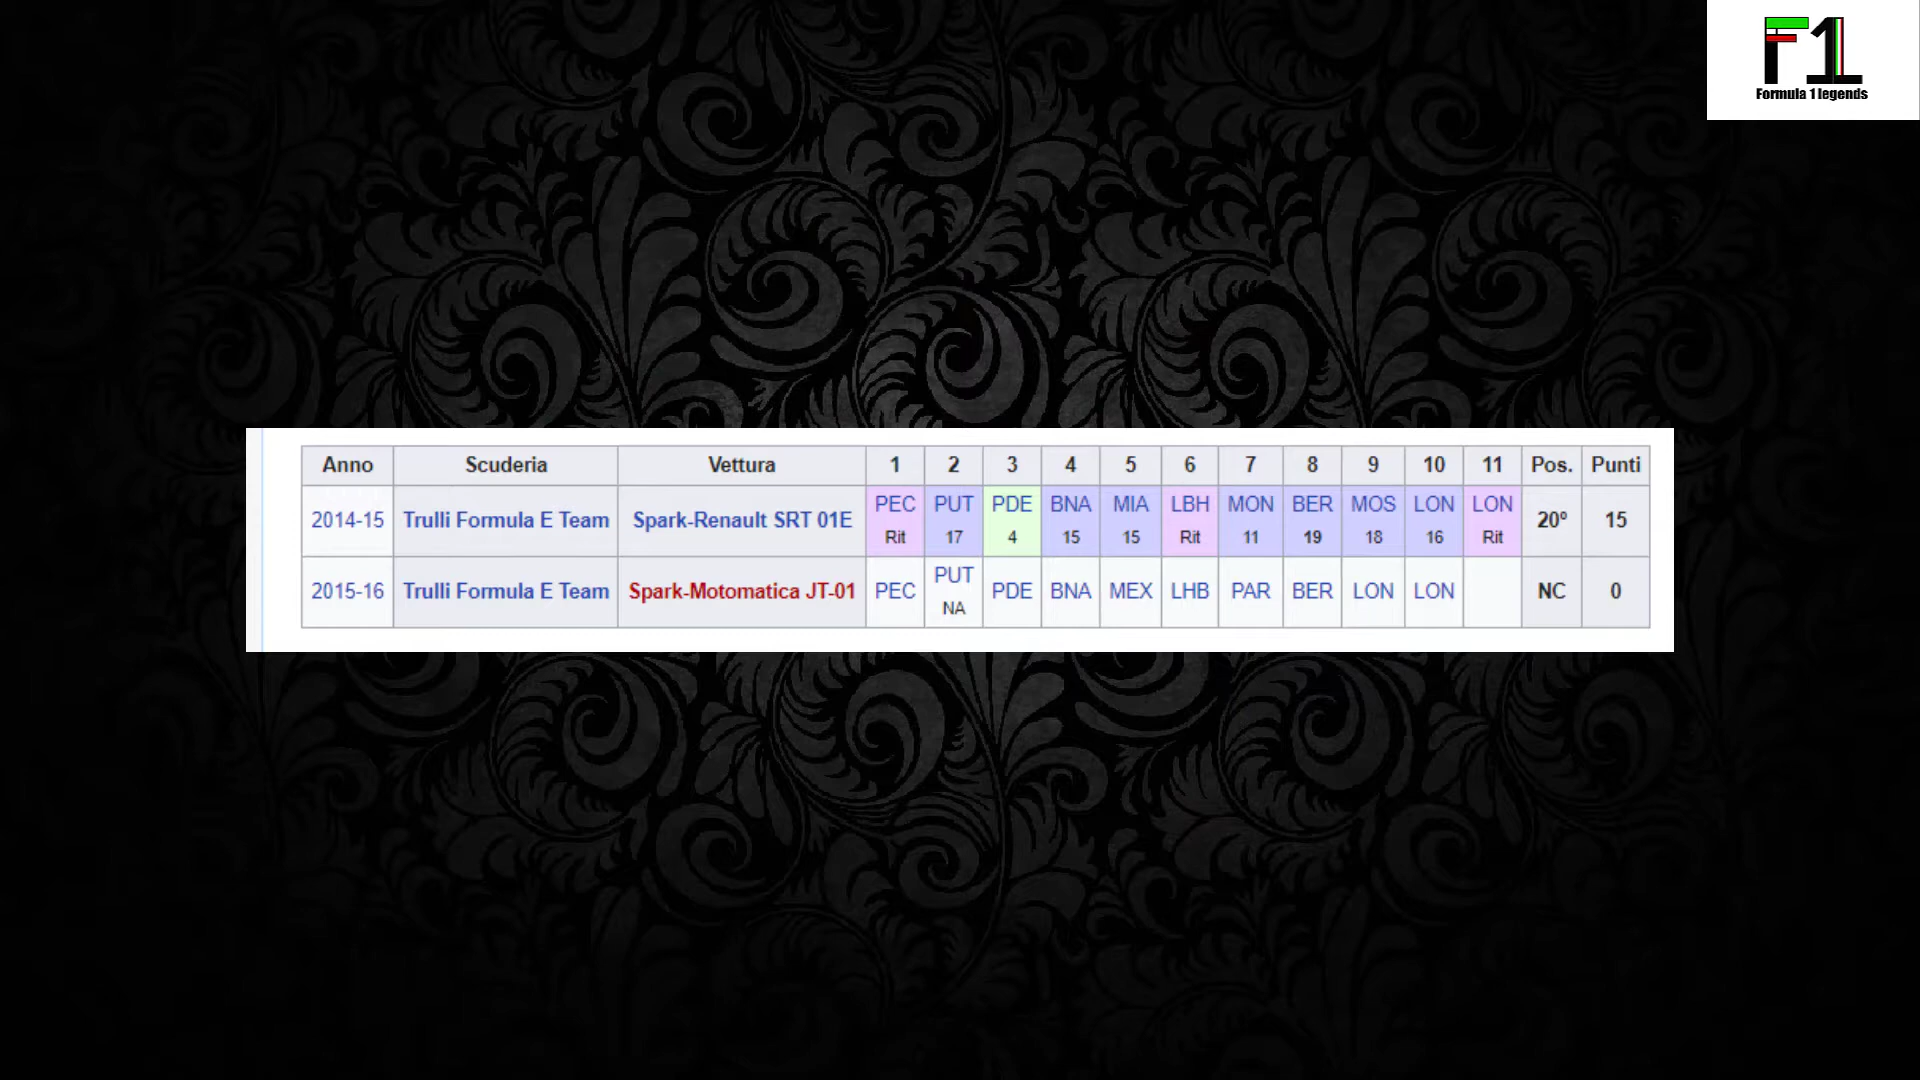 F1
Formula 1 legends
Anno Scuderia Vettura 1 2 3 4 5 6 7 8 9 10 11 Pos. Punti
2014-15 Trulli Formula E Team Spark-Renault SRT 01E PEC PUT PDE BNA MIA LBH MON BER MOS LON LON 20º 15
Rit 17 4 15 15 Rit 11 19 18 16 Rit
2015-16 Trulli Formula E Team Spark-Motomatica JT-01 PEC PUT PDE BNA MEX LHB PAR BER LON LON NC 0
NA